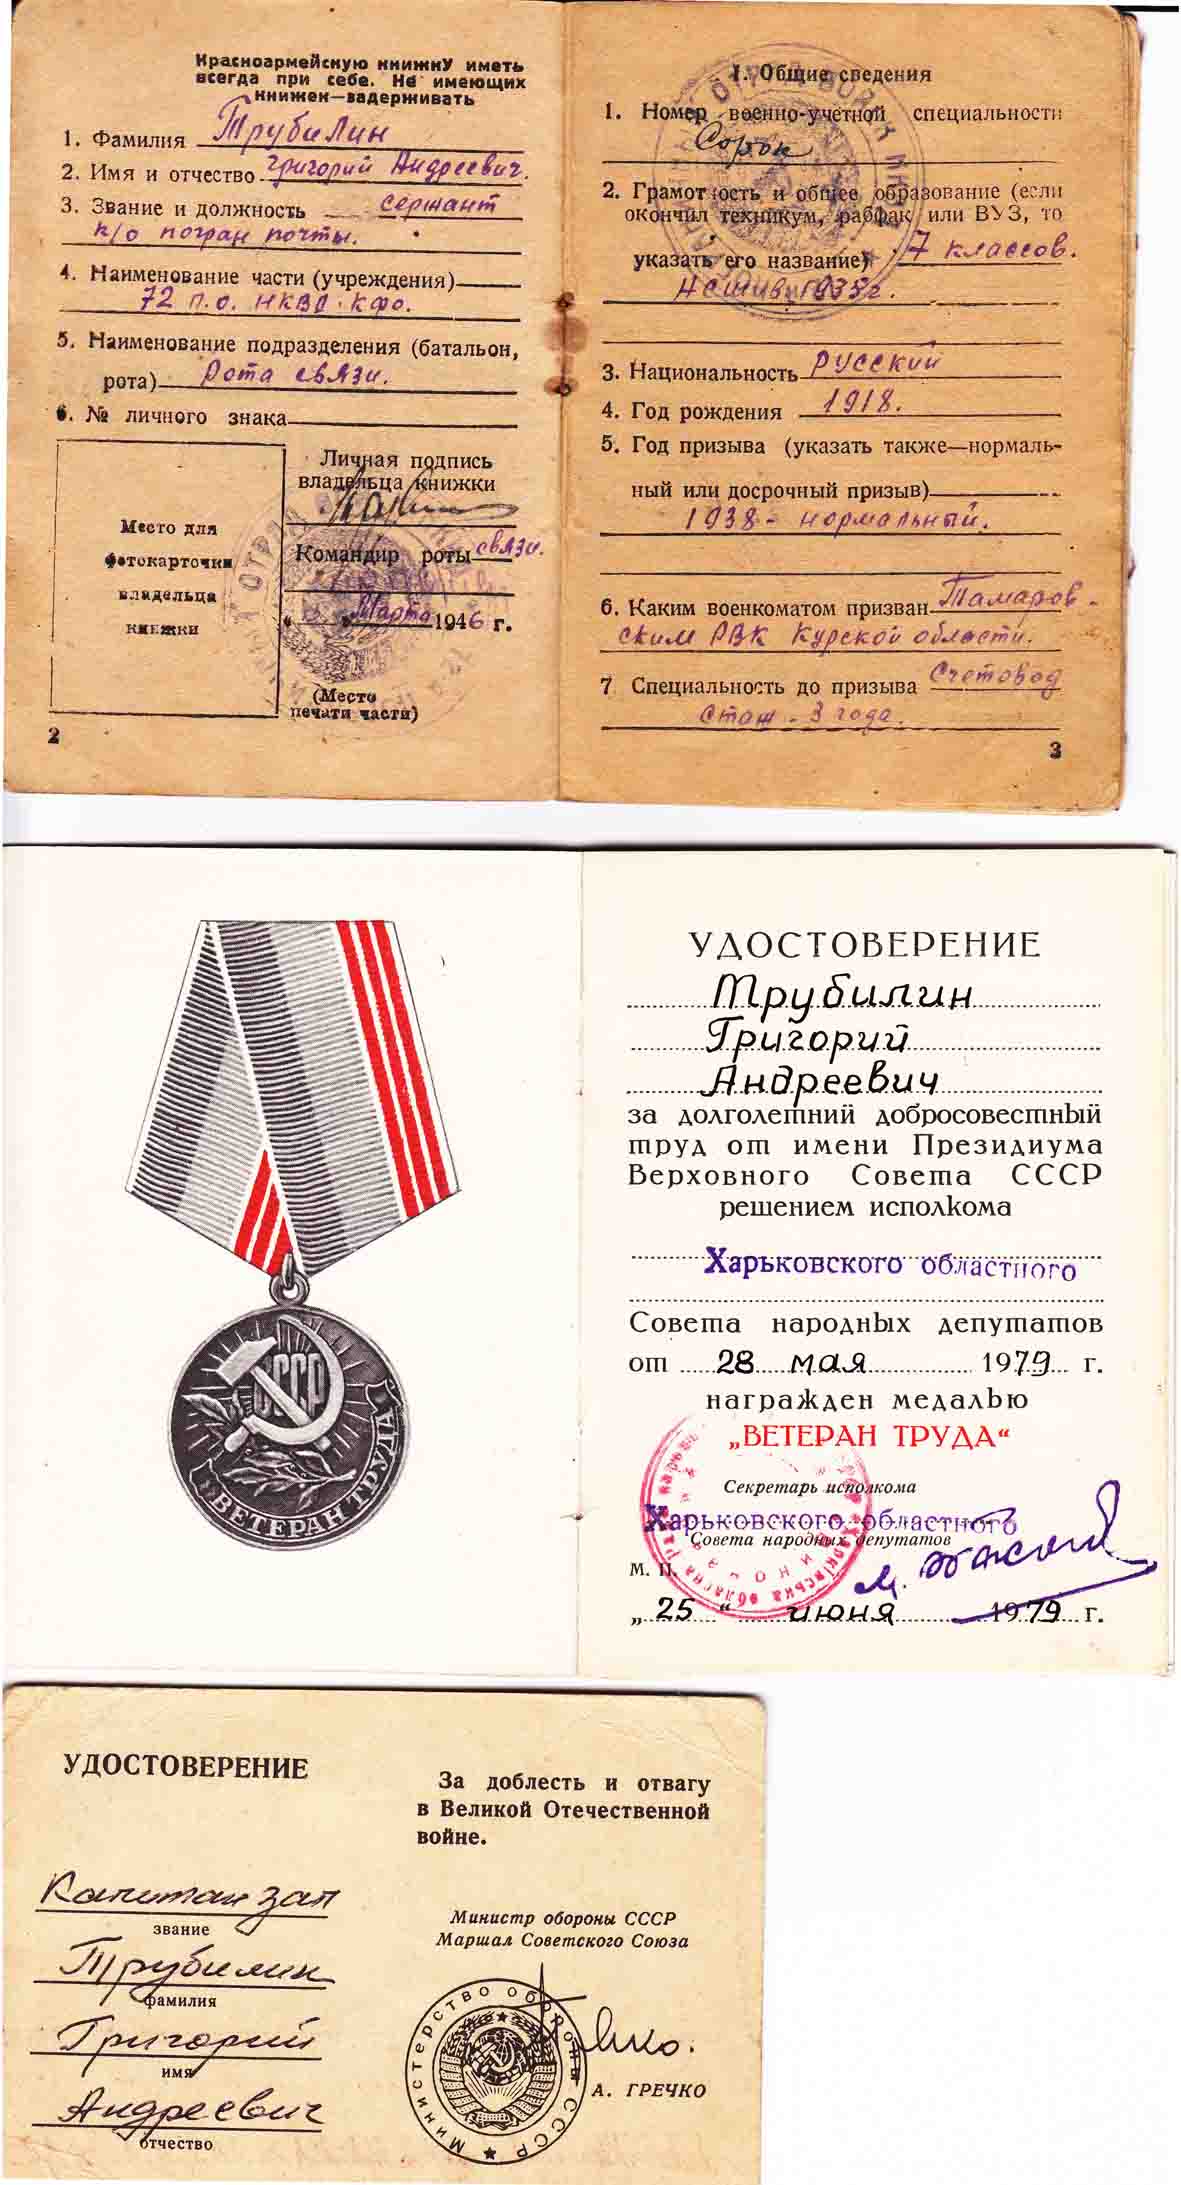 Красноармейскую книжку иметь
всегда при себе. Не имеющих
книжек—задерживать
1. Фамилия Трубилин
2. Имя и отчество Григорий Андреевич.
3. Звание и должность сержант
к/о погран почты.
4. Наименование части (учреждения)
72 п.о. НКВД. КФО.
5. Наименование подразделения (батальон,
рота) Рота связи.
6. № личного знака
Место для
фотокарточки
владельца
книжки
Личная подпись
владельца книжки
Командир роты связи.
Марта 1946 г.
(Место
печати части)
2
1. Общие сведения
1. Номер военно-учетной специальности
Сорок
2. Грамотность и общее образование (если
окончил техникум, рабфак или ВУЗ, то
указать его название) 7 классов.
1935г.
3. Национальность Русский
4. Год рождения 1918.
5. Год призыва (указать также—нормаль-
ный или досрочный призыв)
1938 - нормальный.
6. Каким военкоматом призван Тамаров-
ским РВК Курской области.
7 Специальность до призыва Счетовод
стаж - 3 года.
3
СССР
ВЕТЕРАН ТРУДА
УДОСТОВЕРЕНИЕ
Трубилин
Григорий
Андреевич
за долголетний добросовестный
труд от имени Президиума
Верховного Совета СССР
решением исполкома
Харьковского областного
Совета народных депутатов
от 28 мая 1979 г.
награжден медалью
„ВЕТЕРАН ТРУДА“
Секретарь исполкома
Харьковского областного
Совета народных депутатов
М. П.
„25“ июня 1979 г.
УДОСТОВЕРЕНИЕ
За доблесть и отвагу
в Великой Отечественной
войне.
Капитан зап
звание
Трубилин
фамилия
Григорий
имя
Андреевич
отчество
Министр обороны СССР
Маршал Советского Союза
Министерство обороны СССР
А. ГРЕЧКО